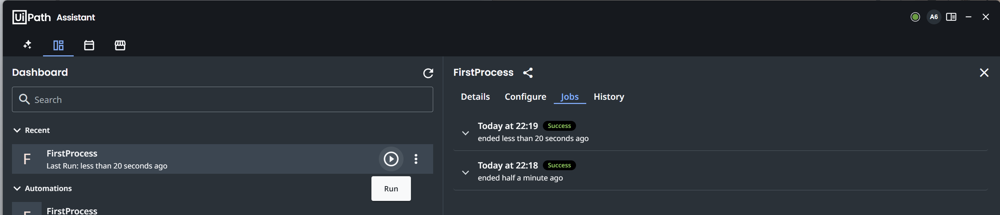 UiPath Assistant
A6
Dashboard
Search
Recent
F
FirstProcess
Last Run: less than 20 seconds ago
Run
Automations
F
FirstProcess
FirstProcess
Details Configure Jobs History
Today at 22:19 Success
ended less than 20 seconds ago
Today at 22:18 Success
ended half a minute ago